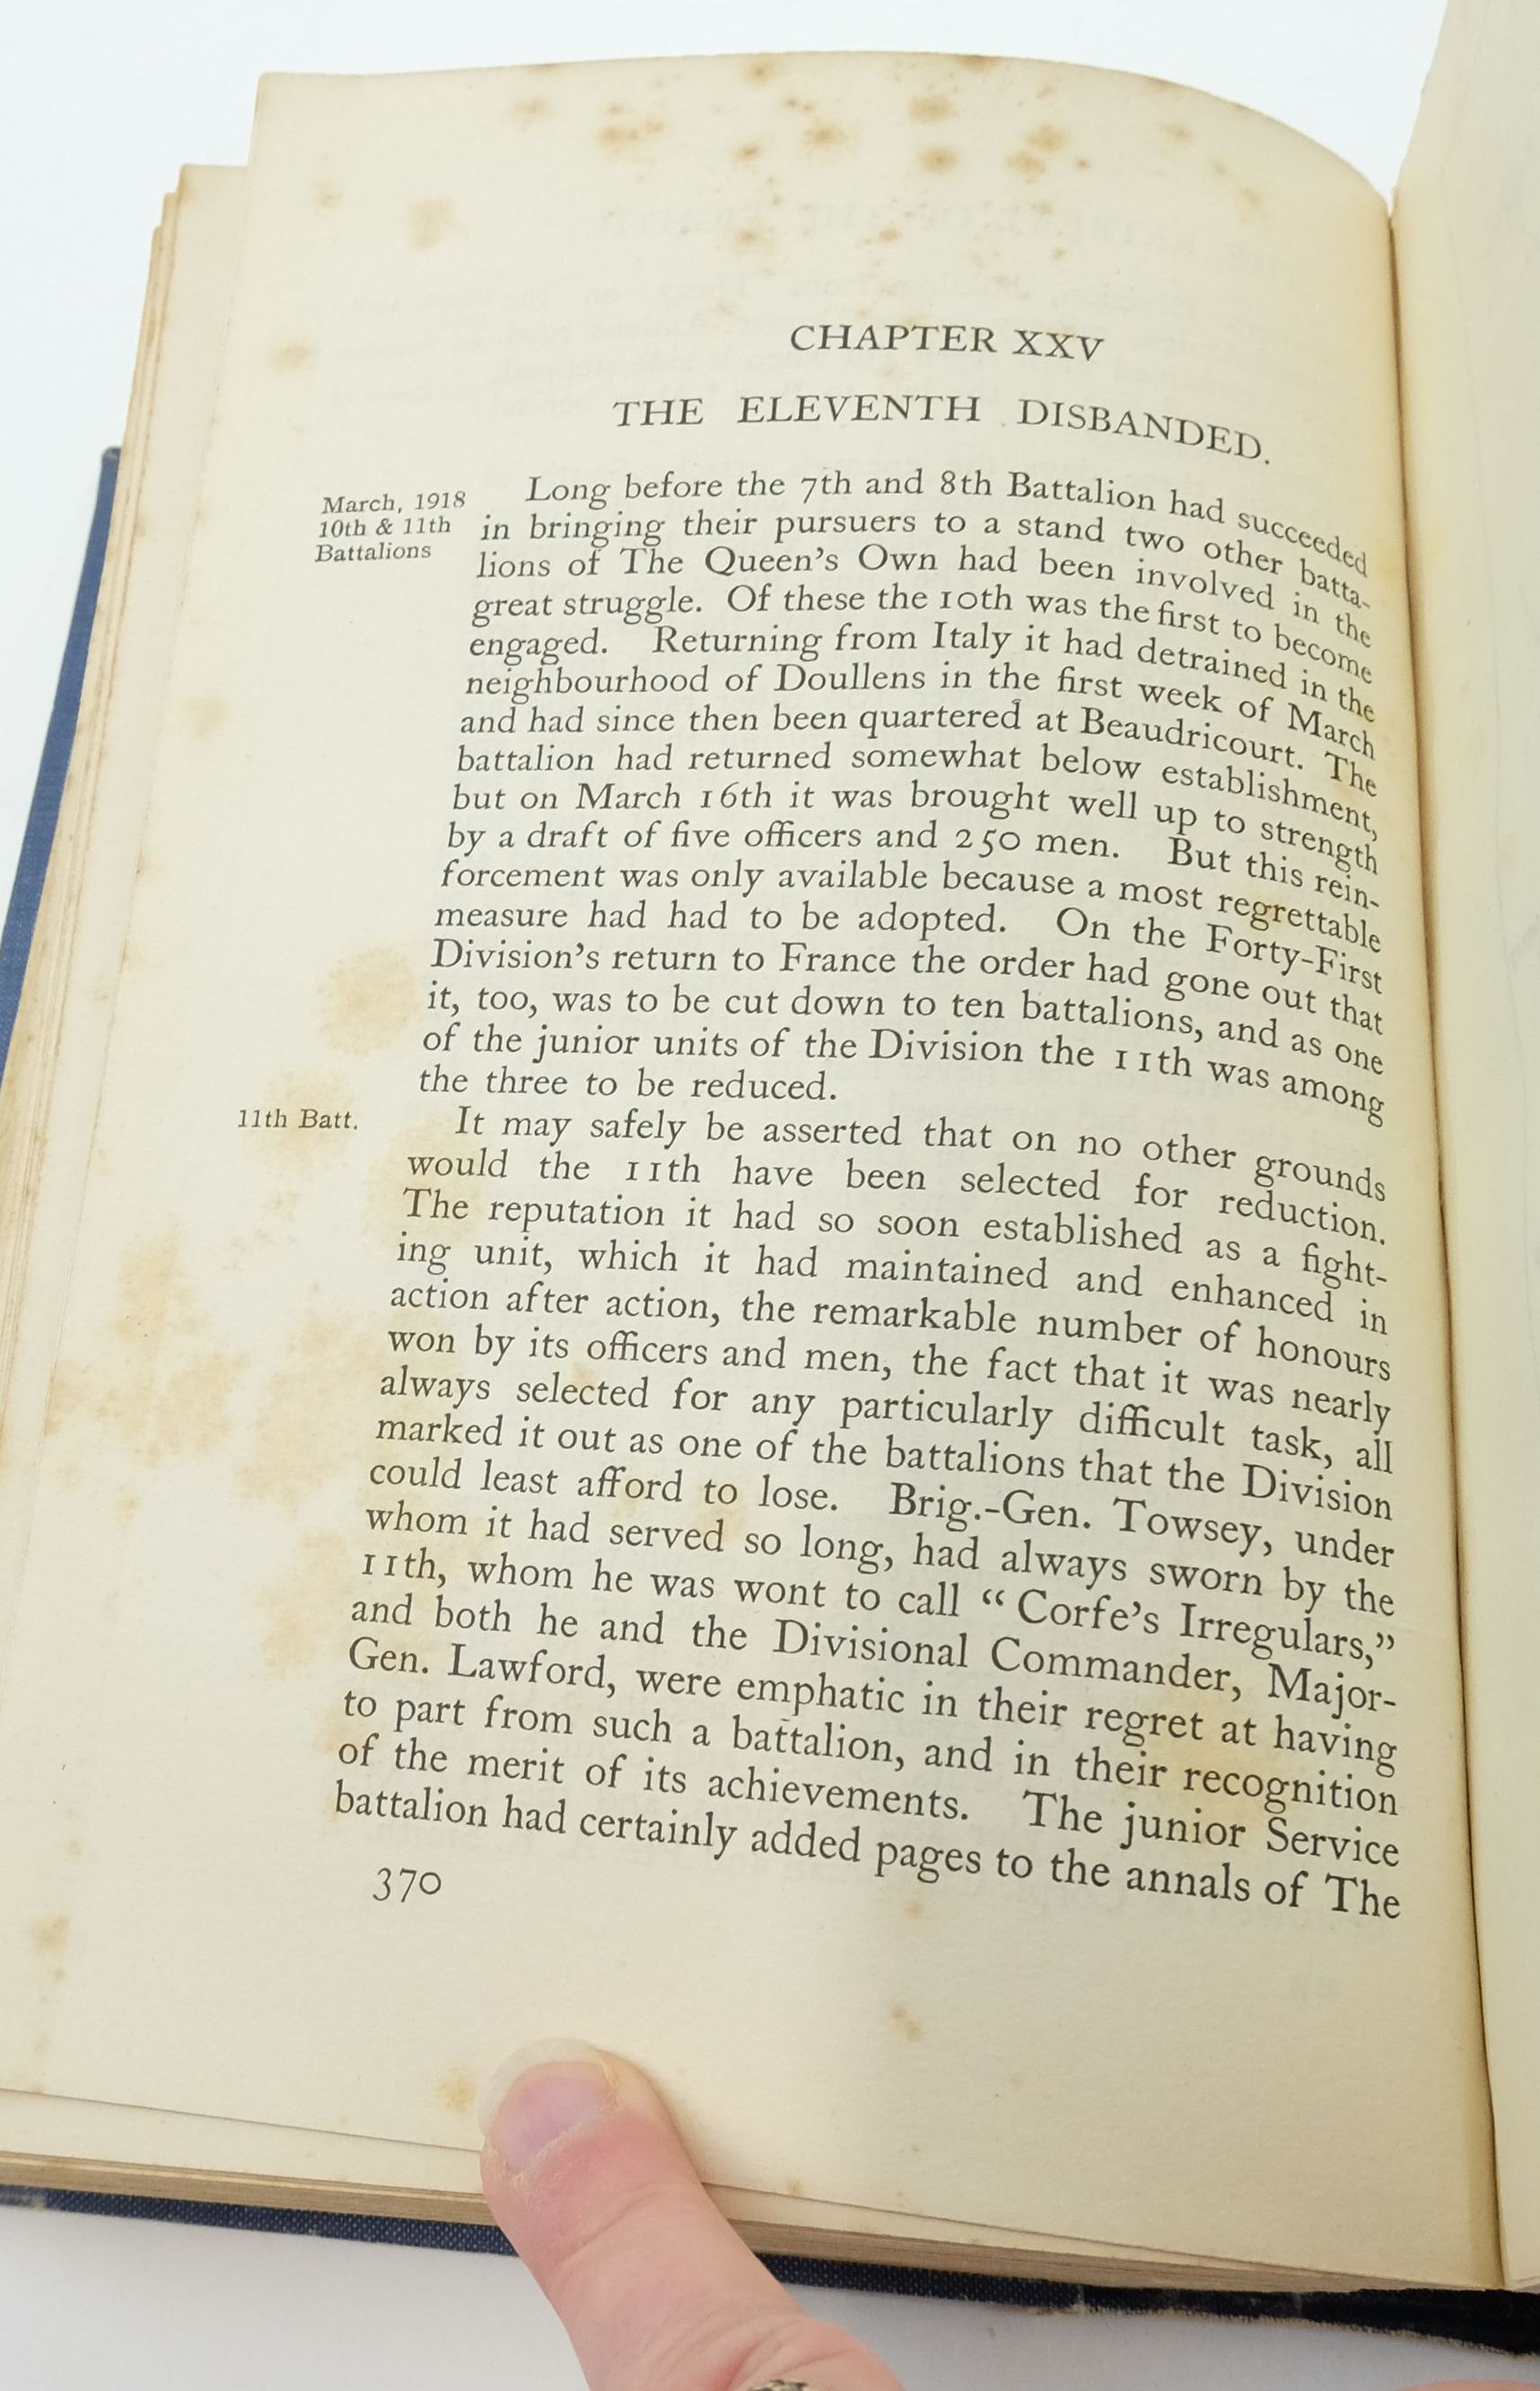 CHAPTER XXV
THE ELEVENTH DISBANDED.
March, 1918
10th & 11th
Battalions
Long before the 7th and 8th Battalion had succeeded
in bringing their pursuers to a stand two other batta-
lions of The Queen's Own had been involved in the
great struggle. Of these the 10th was the first to become
engaged. Returning from Italy it had detrained in the
neighbourhood of Doullens in the first week of March
and had since then been quartered at Beaudricourt. The
battalion had returned somewhat below establishment,
but on March 16th it was brought well up to strength
by a draft of five officers and 250 men. But this rein-
forcement was only available because a most regrettable
measure had had to be adopted. On the Forty-First
Division's return to France the order had gone out that
it, too, was to be cut down to ten battalions, and as one
of the junior units of the Division the 11th was among
the three to be reduced.
11th Batt.
It may safely be asserted that on no other grounds
would the 11th have been selected for reduction.
The reputation it had so soon established as a fight-
ing unit, which it had maintained and enhanced in
action after action, the remarkable number of honours
won by its officers and men, the fact that it was nearly
always selected for any particularly difficult task, all
marked it out as one of the battalions that the Division
could least afford to lose. Brig.-Gen. Towsey, under
whom it had served so long, had always sworn by the
11th, whom he was wont to call "Corfe's Irregulars,"
and both he and the Divisional Commander, Major-
Gen. Lawford, were emphatic in their regret at having
to part from such a battalion, and in their recognition
of the merit of its achievements. The junior Service
battalion had certainly added pages to the annals of The
370